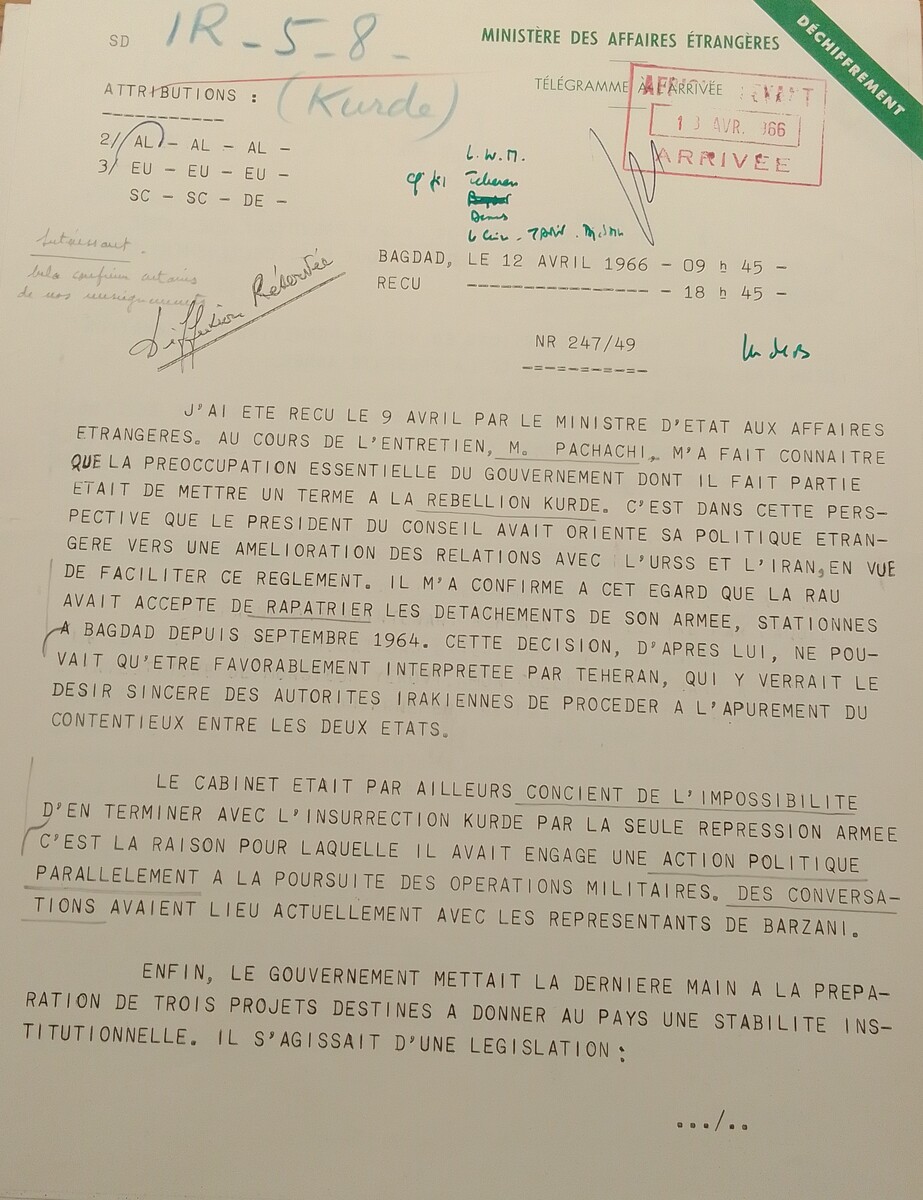 SD IR-5-8-
MINISTÈRE DES AFFAIRES ÉTRANGÈRES
DÉCHIFFREMENT
TÉLÉGRAMME À L'ARRIVÉE
ATTRIBUTIONS :
(Kurde)
AVR. 1966
ARRIVÉE
2/ AL - AL - AL -
3/ EU - EU - EU -
SC - SC - DE -
L.W.M.
Teheran
Intéressant.
de nos renseignements
Diffusion Réservée
BAGDAD, LE 12 AVRIL 1966 - 09 h 45 -
RECU ---------------- - 18 h 45 -
NR 247/49
-=-=-=-=-=-
J'AI ETE RECU LE 9 AVRIL PAR LE MINISTRE D'ETAT AUX AFFAIRES
ETRANGERES. AU COURS DE L'ENTRETIEN, M. PACHACHI, M'A FAIT CONNAITRE
QUE LA PREOCCUPATION ESSENTIELLE DU GOUVERNEMENT DONT IL FAIT PARTIE
ETAIT DE METTRE UN TERME A LA REBELLION KURDE. C'EST DANS CETTE PERS-
PECTIVE QUE LE PRESIDENT DU CONSEIL AVAIT ORIENTE SA POLITIQUE ETRAN-
GERE VERS UNE AMELIORATION DES RELATIONS AVEC L'URSS ET L'IRAN, EN VUE
DE FACILITER CE REGLEMENT. IL M'A CONFIRME A CET EGARD QUE LA RAU
AVAIT ACCEPTE DE RAPATRIER LES DETACHEMENTS DE SON ARMEE, STATIONNES
A BAGDAD DEPUIS SEPTEMBRE 1964. CETTE DECISION, D'APRES LUI, NE POU-
VAIT QU'ETRE FAVORABLEMENT INTERPRETEE PAR TEHERAN, QUI Y VERRAIT LE
DESIR SINCERE DES AUTORITES IRAKIENNES DE PROCEDER A L'APUREMENT DU
CONTENTIEUX ENTRE LES DEUX ETATS.
LE CABINET ETAIT PAR AILLEURS CONCIENT DE L'IMPOSSIBILITE
D'EN TERMINER AVEC L'INSURRECTION KURDE PAR LA SEULE REPRESSION ARMEE
C'EST LA RAISON POUR LAQUELLE IL AVAIT ENGAGE UNE ACTION POLITIQUE
PARALLELEMENT A LA POURSUITE DES OPERATIONS MILITAIRES. DES CONVERSA-
TIONS AVAIENT LIEU ACTUELLEMENT AVEC LES REPRESENTANTS DE BARZANI.
ENFIN, LE GOUVERNEMENT METTAIT LA DERNIERE MAIN A LA PREPA-
RATION DE TROIS PROJETS DESTINES A DONNER AU PAYS UNE STABILITE INS-
TITUTIONNELLE. IL S'AGISSAIT D'UNE LEGISLATION :
.../..